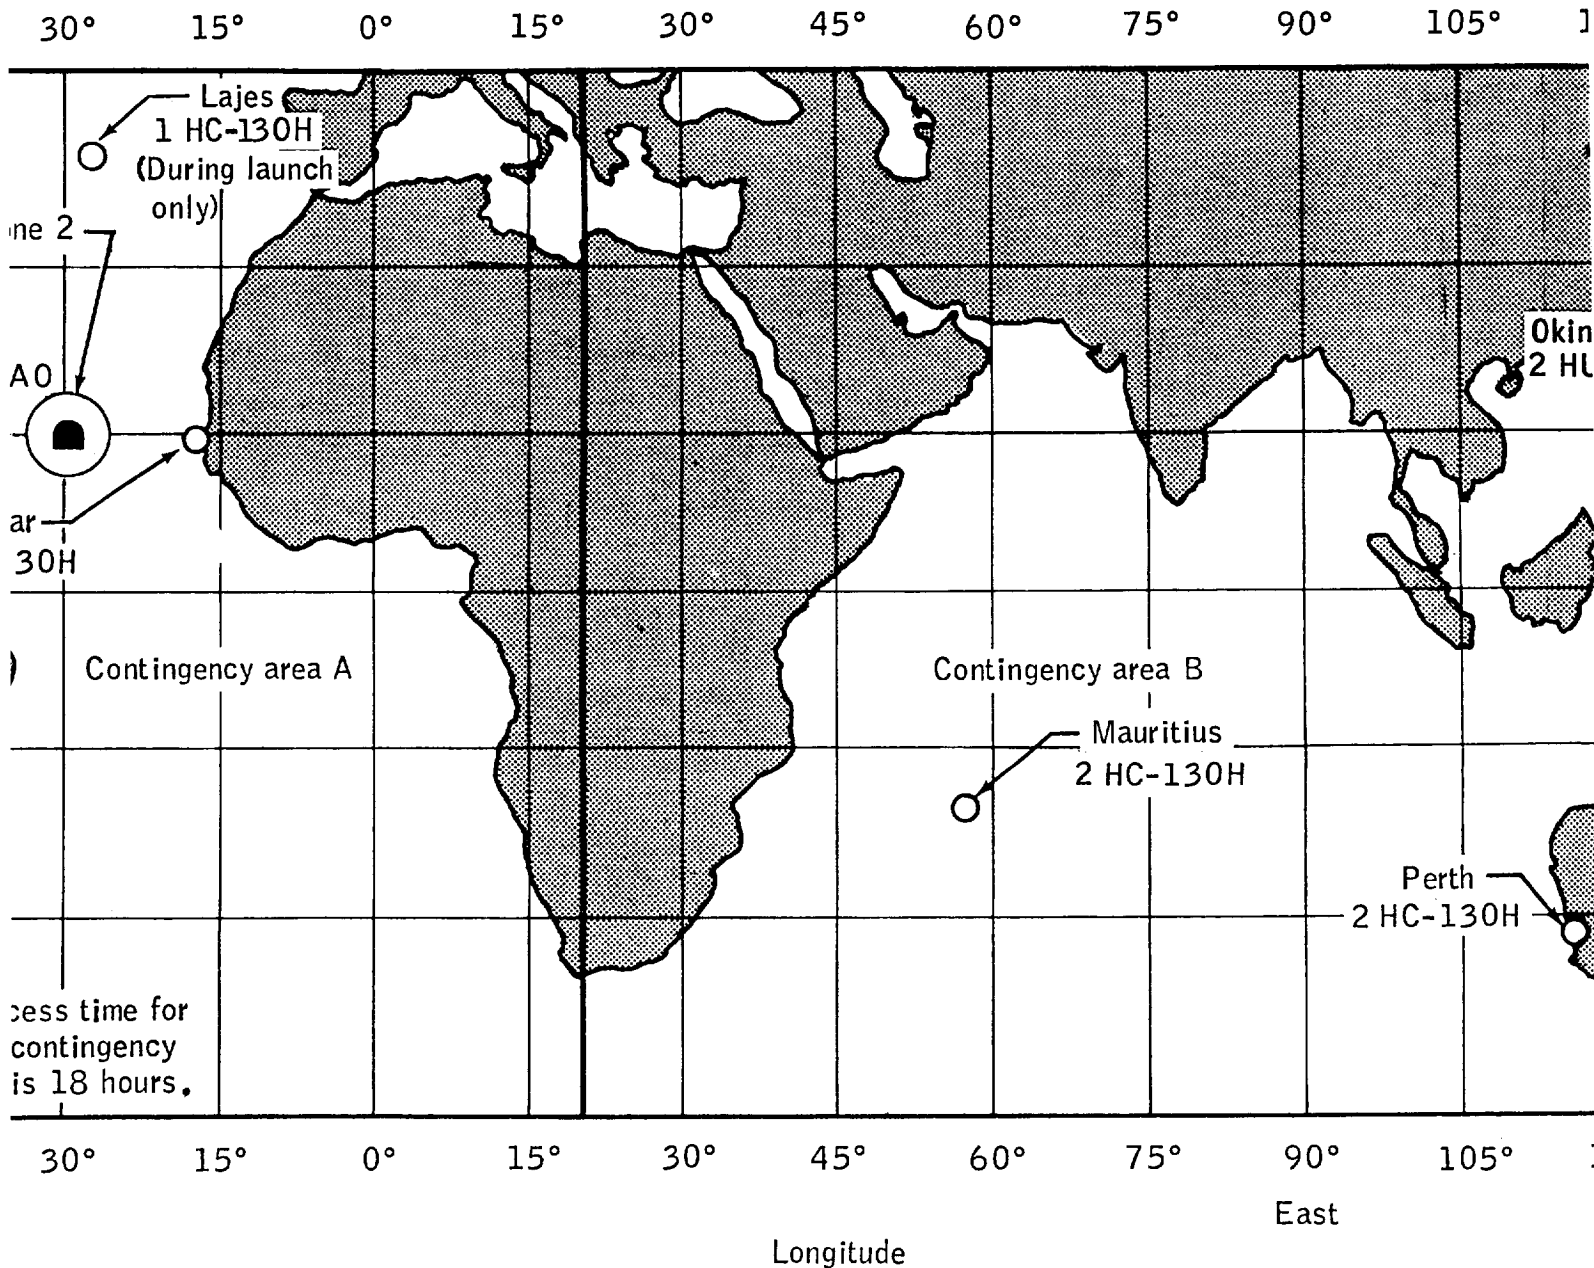 30° 15° 0° 15° 30° 45° 60° 75° 90° 105° 1
Lajes
1 HC-130H
(During launch
only)
ne 2
Okin
2 HU
AO
ar
30H
Contingency area A
Contingency area B
Mauritius
2 HC-130H
Perth
2 HC-130H
cess time for
contingency
is 18 hours.
30° 15° 0° 15° 30° 45° 60° 75° 90° 105°
East
Longitude